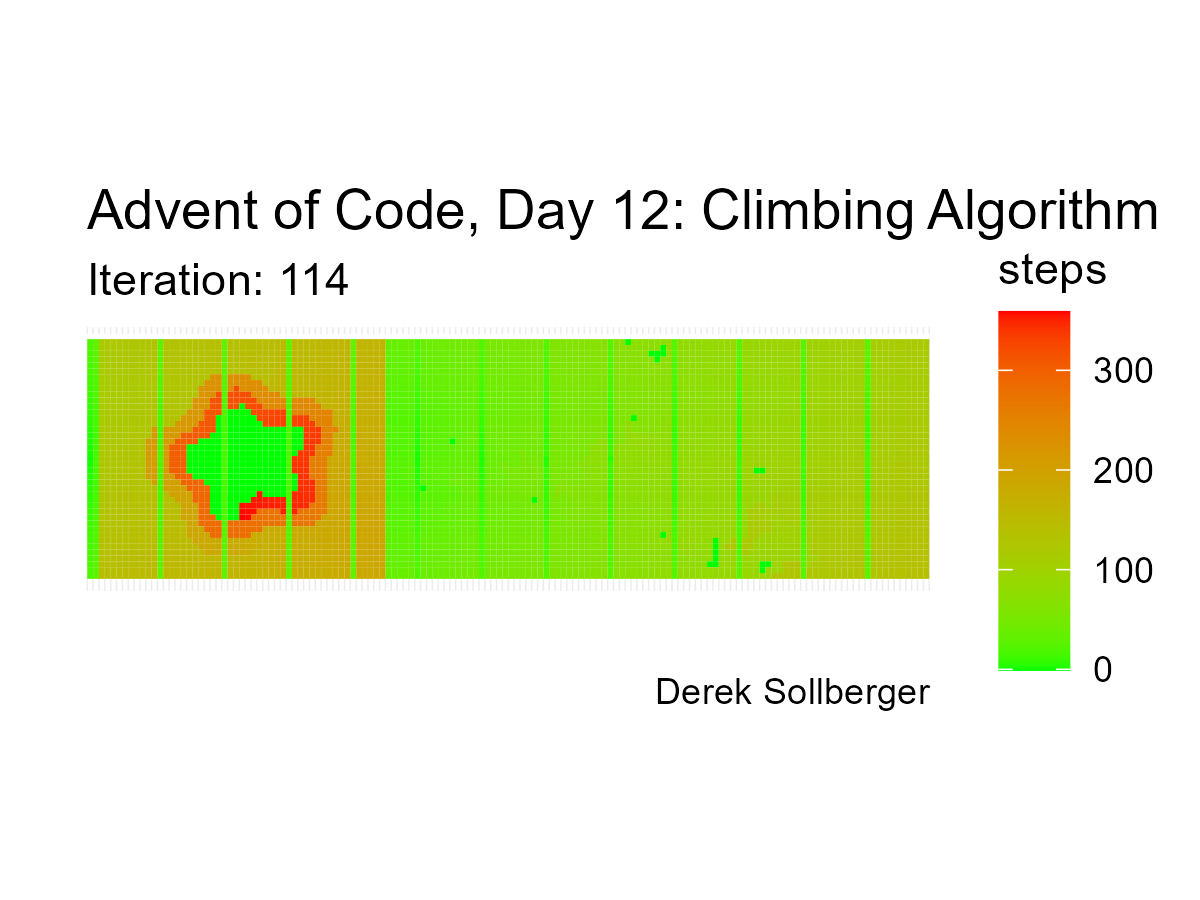 Advent of Code, Day 12: Climbing Algorithm
Iteration: 114
steps
300
200
100
0
Derek Sollberger